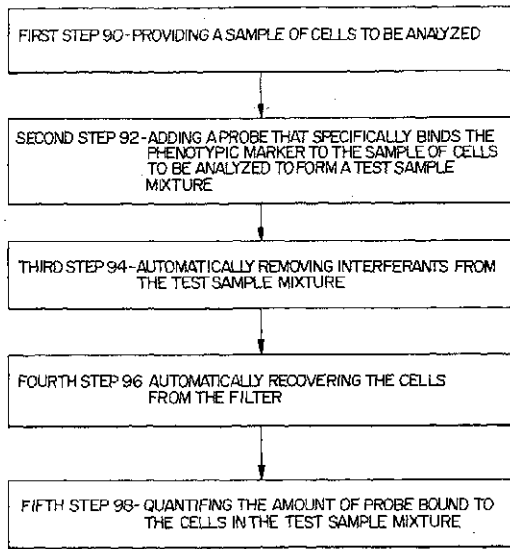 FIRST STEP 90-PROVIDING A SAMPLE OF CELLS TO BE ANALYZED
SECOND STEP 92-ADDING A PROBE THAT SPECIFICALLY BINDS THE
PHENOTYPIC MARKER TO THE SAMPLE OF CELLS
TO BE ANALYZED TO FORM A TEST SAMPLE
MIXTURE
THIRD STEP 94-AUTOMATICALLY REMOVING INTERFERANTS FROM
THE TEST SAMPLE MIXTURE
FOURTH STEP 96 AUTOMATICALLY RECOVERING THE CELLS
FROM THE FILTER
FIFTH STEP 98-QUANTIFING THE AMOUNT OF PROBE BOUND TO
THE CELLS IN THE TEST SAMPLE MIXTURE